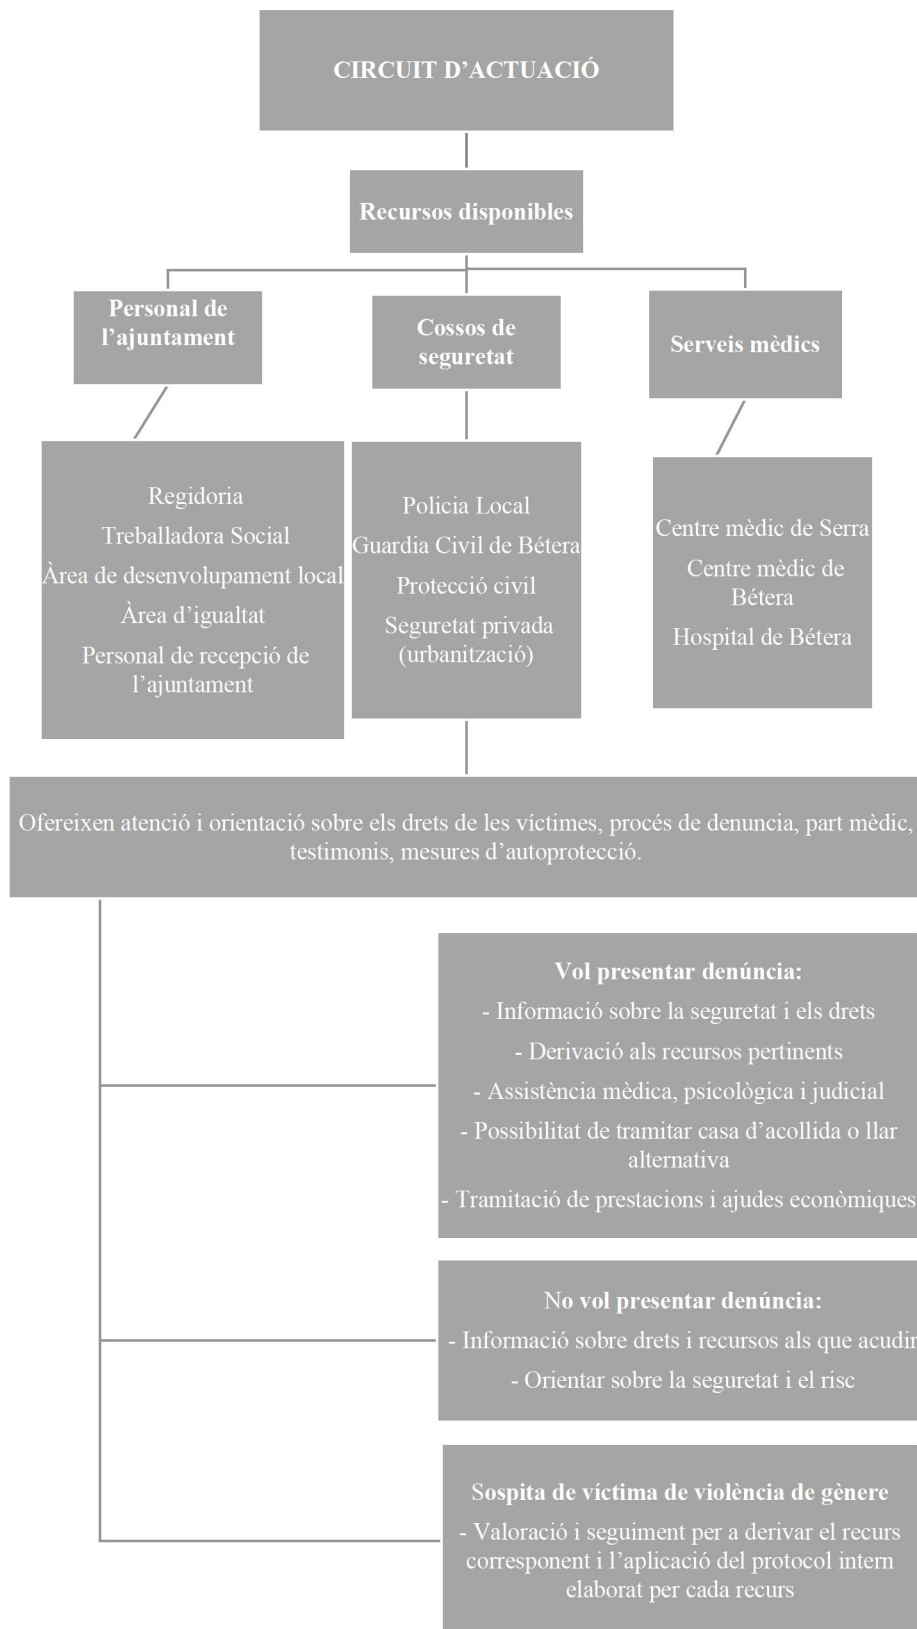 CIRCUIT D’ACTUACIÓ
Recursos disponibles
Personal de
l’ajuntament
Cossos de
seguretat
Serveis mèdics
Regidoria
Treballadora Social
Àrea de desenvolupament local
Àrea d’igualtat
Personal de recepció de
l’ajuntament
Policia Local
Guardia Civil de Bétera
Protecció civil
Seguretat privada
(urbanització)
Centre mèdic de Serra
Centre mèdic de
Bétera
Hospital de Bétera
Ofereixen atenció i orientació sobre els drets de les víctimes, procés de denuncia, part mèdic,
testimonis, mesures d’autoprotecció.
Vol presentar denúncia:
- Informació sobre la seguretat i els drets
- Derivació als recursos pertinents
- Assistència mèdica, psicològica i judicial
- Possibilitat de tramitar casa d’acollida o llar
alternativa
- Tramitació de prestacions i ajudes econòmiques
No vol presentar denúncia:
- Informació sobre drets i recursos als que acudir
- Orientar sobre la seguretat i el risc
Sospita de víctima de violència de gènere
- Valoració i seguiment per a derivar el recurs
corresponent i l’aplicació del protocol intern
elaborat per cada recurs